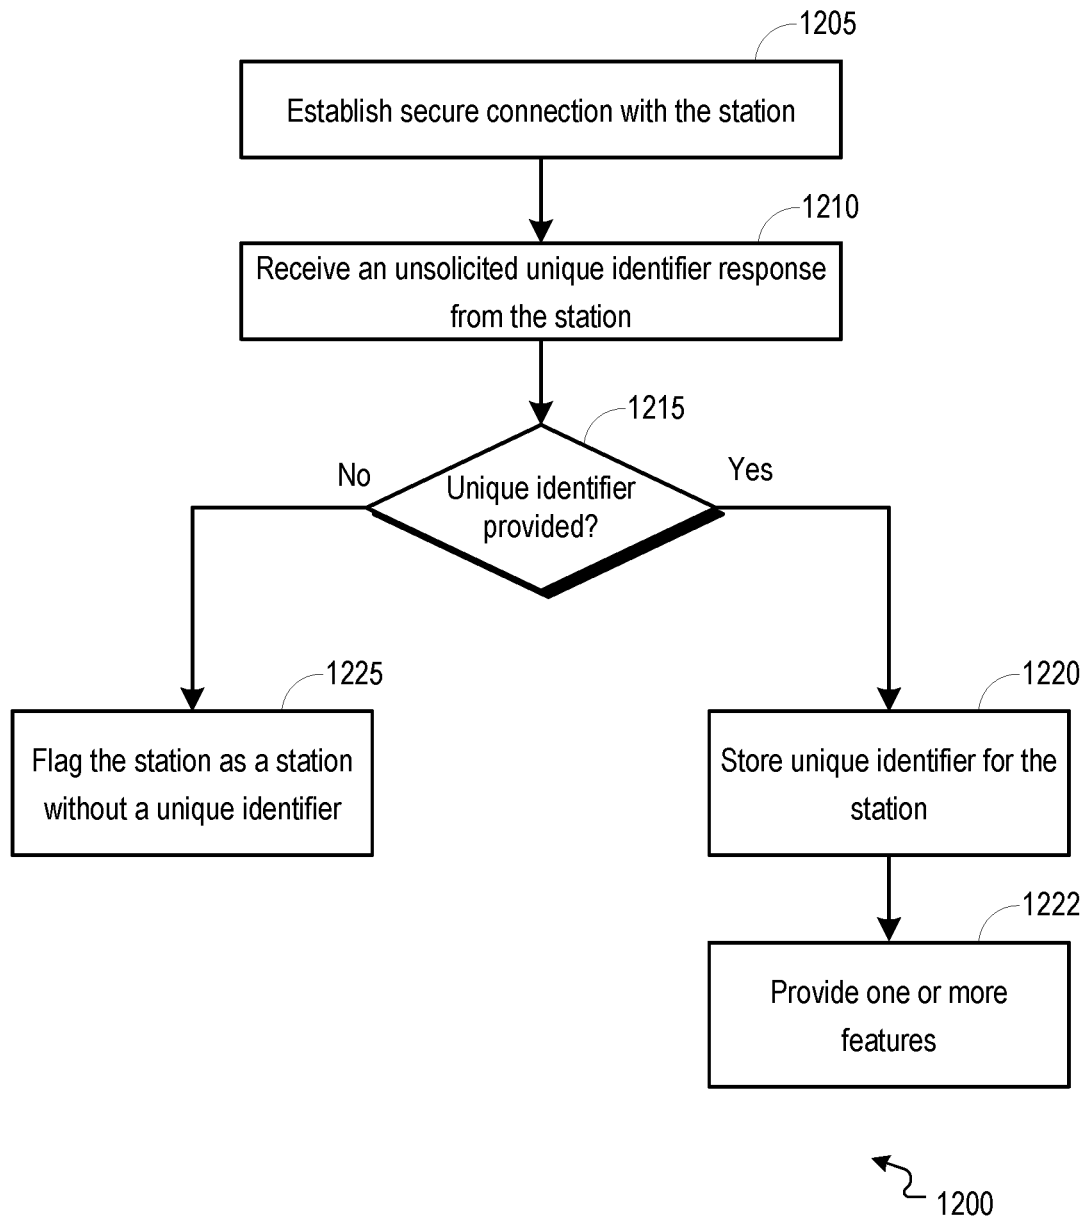 1205
Establish secure connection with the station
1210
Receive an unsolicited unique identifier response
from the station
1215
No
Yes
Unique identifier
provided?
1225
1220
Flag the station as a station
without a unique identifier
Store unique identifier for the
station
1222
Provide one or more
features
1200